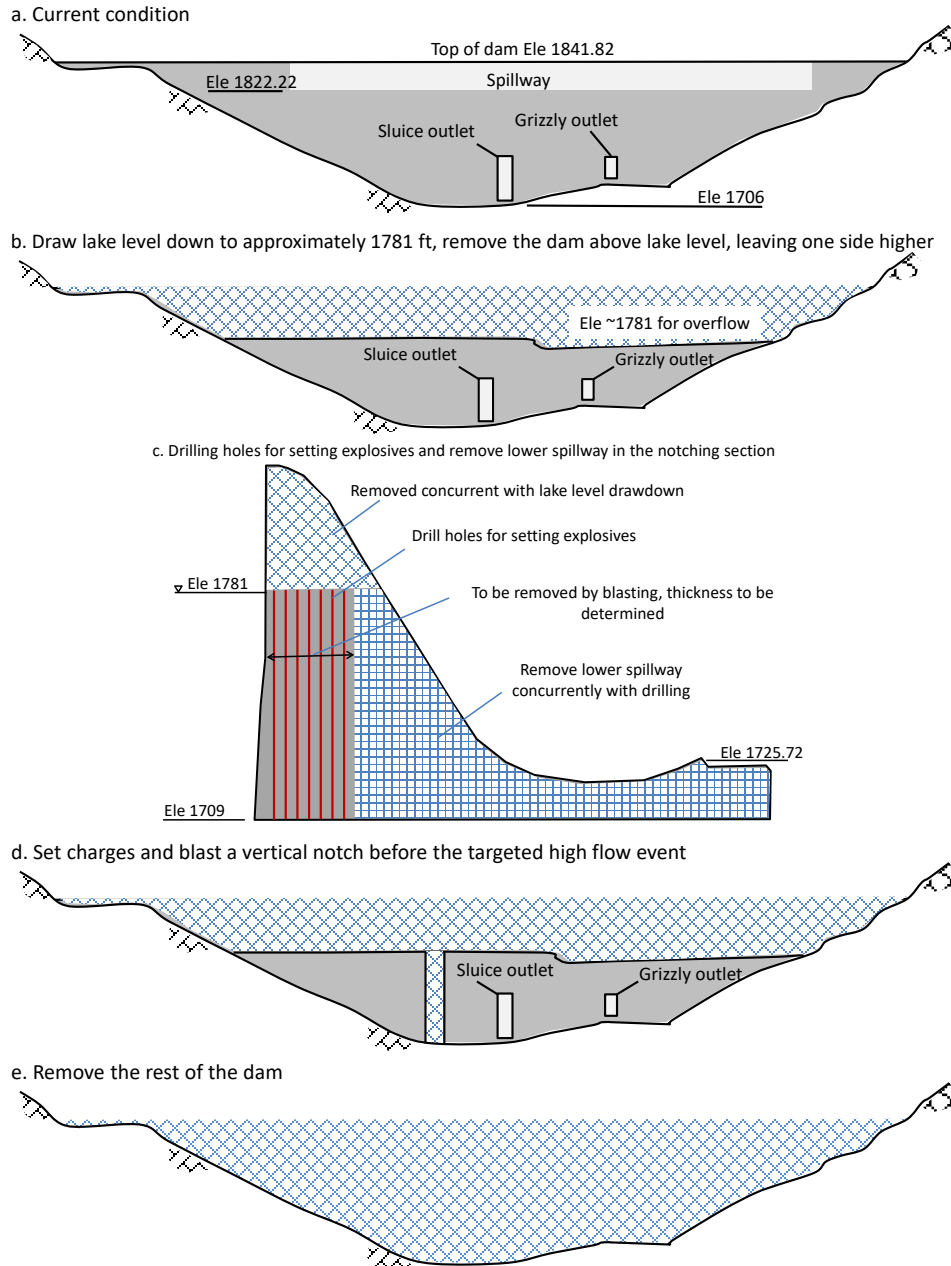 a. Current condition
Top of dam Ele 1841.82
Ele 1822.22
Spillway
Sluice outlet
Grizzly outlet
Ele 1706
b. Draw lake level down to approximately 1781 ft, remove the dam above lake level, leaving one side higher
Ele ~1781 for overflow
Sluice outlet
Grizzly outlet
c. Drilling holes for setting explosives and remove lower spillway in the notching section
Removed concurrent with lake level drawdown
Drill holes for setting explosives
Ele 1781
To be removed by blasting, thickness to be
determined
Remove lower spillway
concurrently with drilling
Ele 1725.72
Ele 1709
d. Set charges and blast a vertical notch before the targeted high flow event
Sluice outlet
Grizzly outlet
e. Remove the rest of the dam